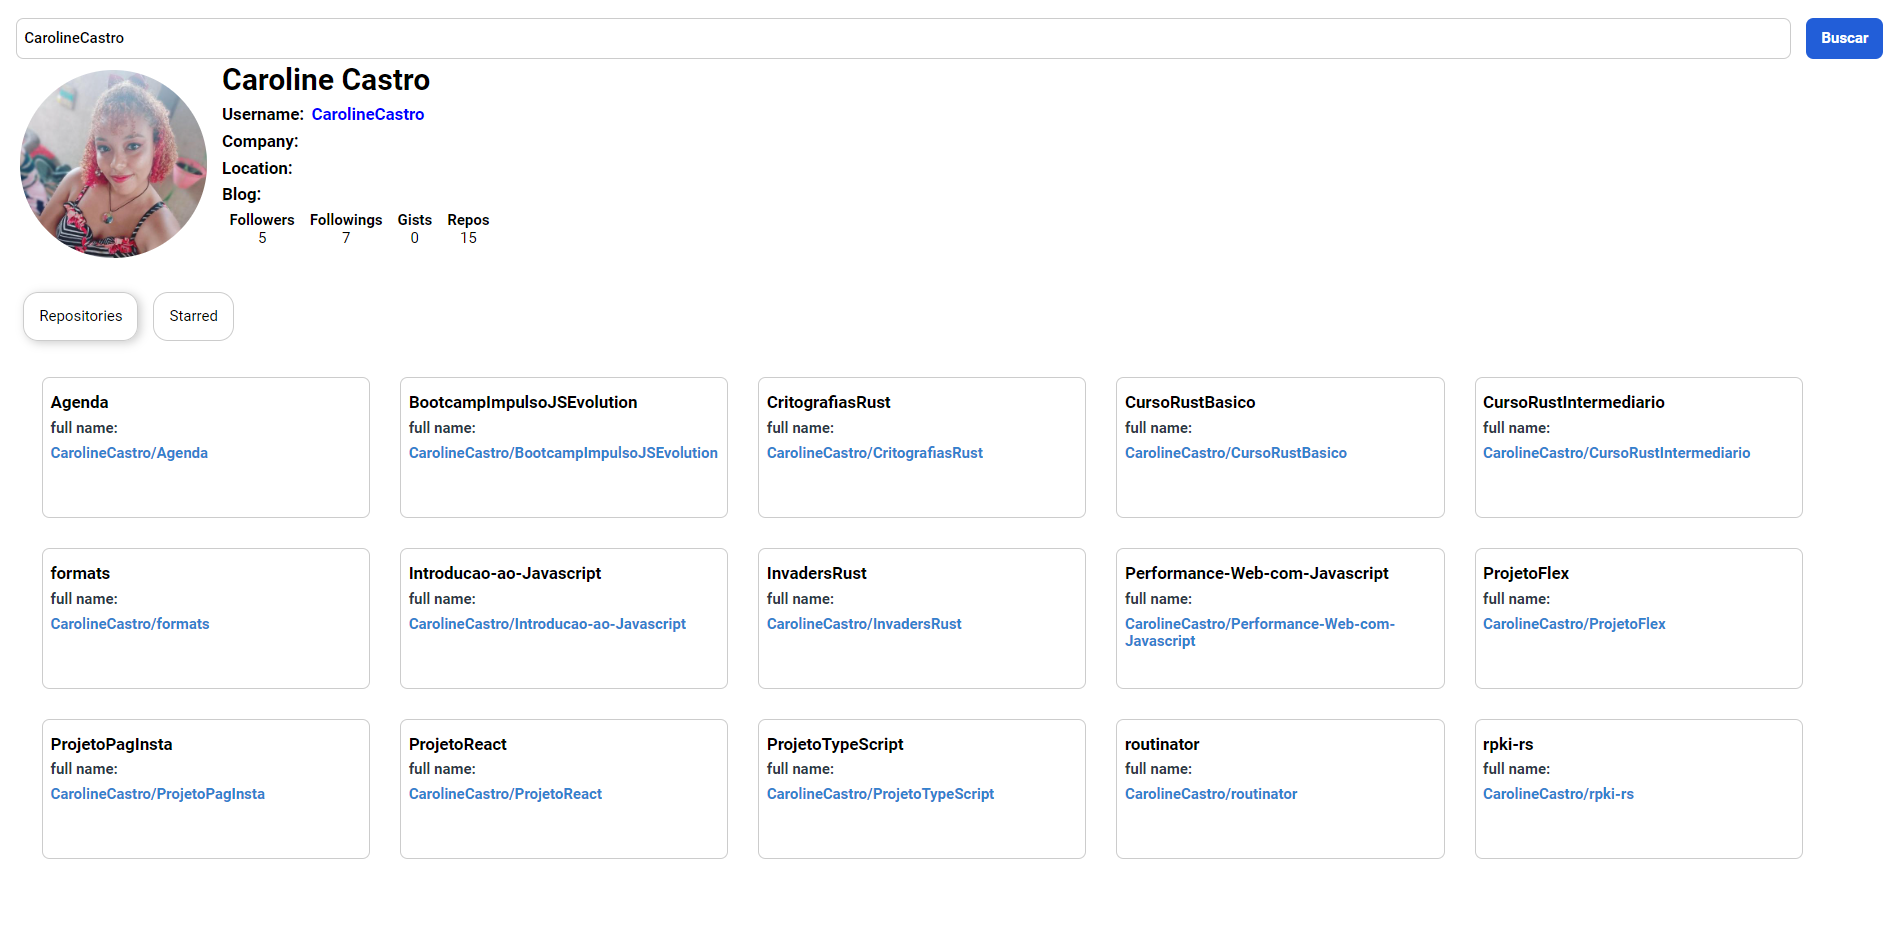 CarolineCastro
Buscar
Caroline Castro
Username: CarolineCastro
Company:
Location:
Blog:
Followers Followings Gists Repos
5 7 0 15
Repositories Starred
Agenda
full name:
CarolineCastro/Agenda
BootcampImpulsoJSEvolution
full name:
CarolineCastro/BootcampImpulsoJSEvolution
CritografiasRust
full name:
CarolineCastro/CritografiasRust
CursoRustBasico
full name:
CarolineCastro/CursoRustBasico
CursoRustIntermediario
full name:
CarolineCastro/CursoRustIntermediario
formats
full name:
CarolineCastro/formats
Introducao-ao-Javascript
full name:
CarolineCastro/Introducao-ao-Javascript
InvadersRust
full name:
CarolineCastro/InvadersRust
Performance-Web-com-Javascript
full name:
CarolineCastro/Performance-Web-com-
Javascript
ProjetoFlex
full name:
CarolineCastro/ProjetoFlex
ProjetoPagInsta
full name:
CarolineCastro/ProjetoPagInsta
ProjetoReact
full name:
CarolineCastro/ProjetoReact
ProjetoTypeScript
full name:
CarolineCastro/ProjetoTypeScript
routinator
full name:
CarolineCastro/routinator
rpki-rs
full name:
CarolineCastro/rpki-rs